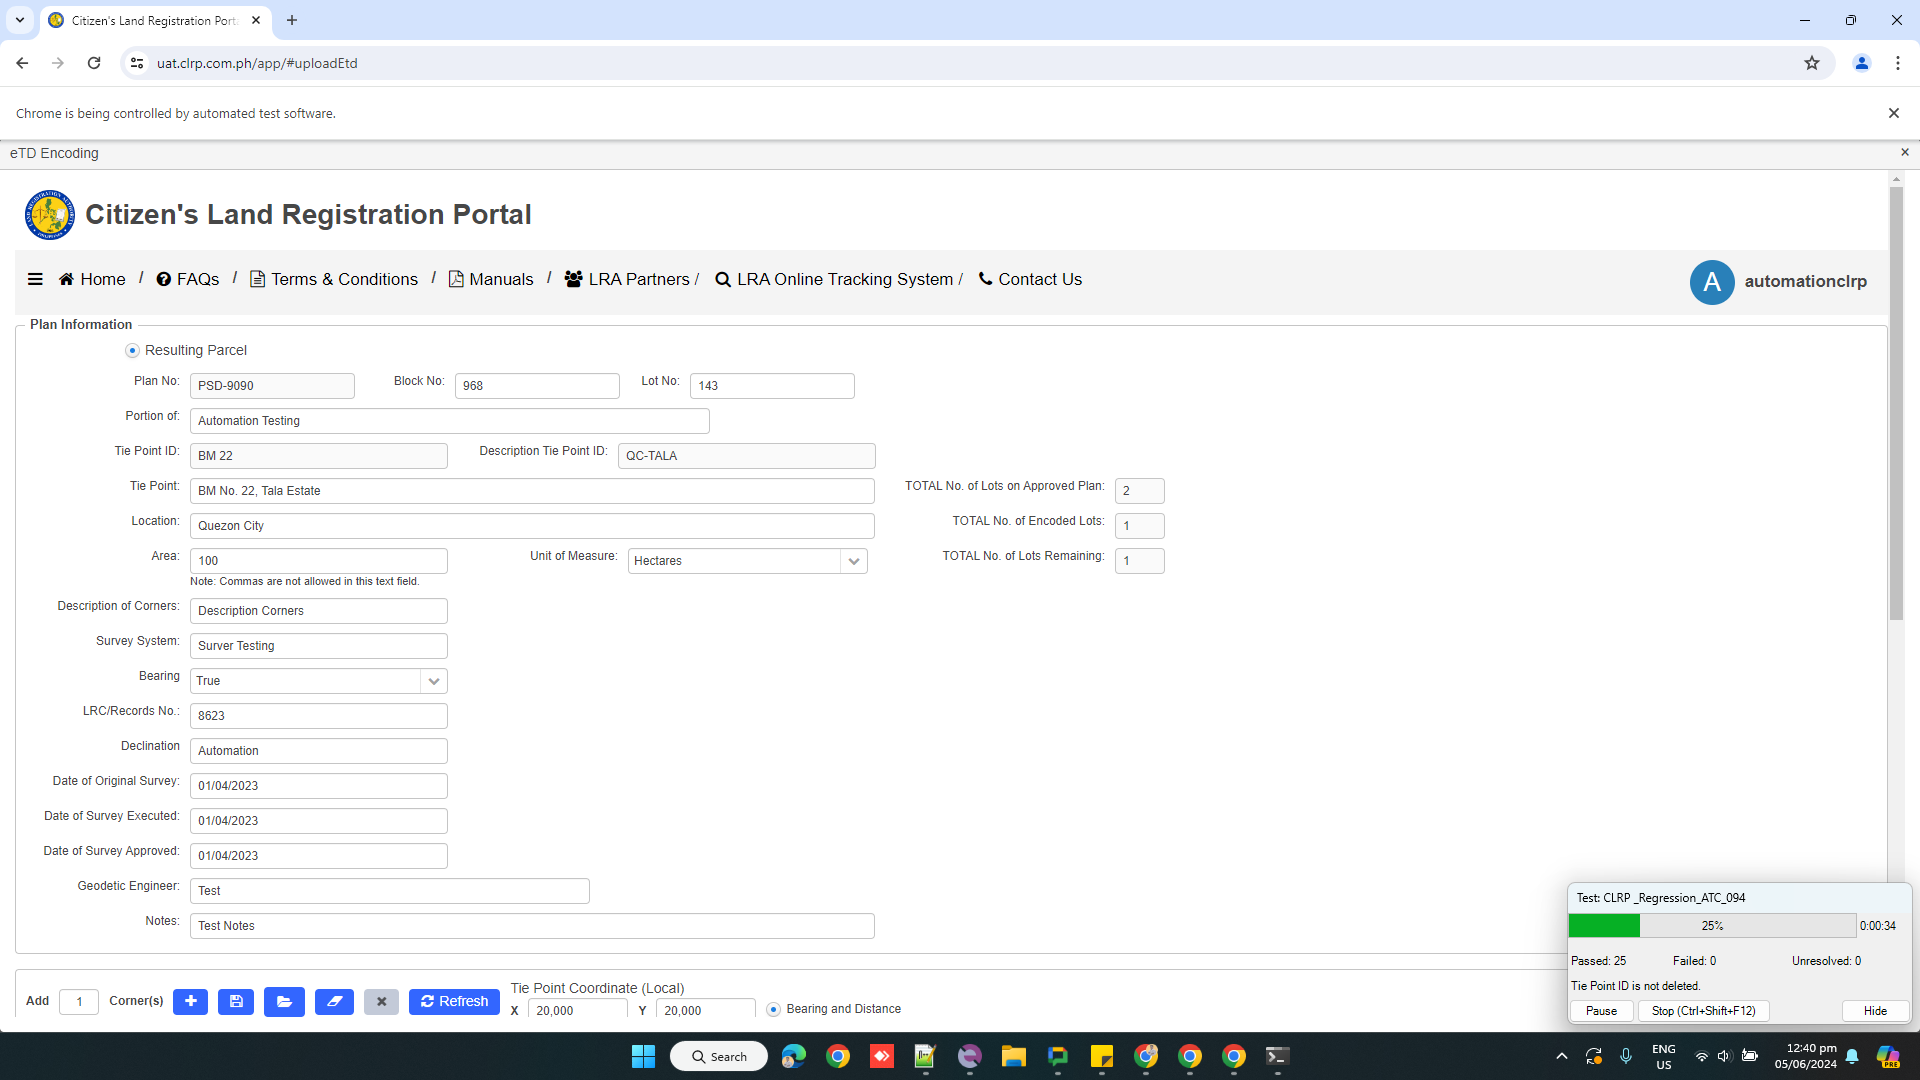 Citizen's Land Registration Porta
uat.clrp.com.ph/app/#uploadEtd
Chrome is being controlled by automated test software.
eTD Encoding
Citizen's Land Registration Portal
Home / FAQs / Terms & Conditions / Manuals / LRA Partners / LRA Online Tracking System / Contact Us
A automationclrp
Plan Information
Resulting Parcel
Plan No: PSD-9090 Block No: 968 Lot No: 143
Portion of: Automation Testing
Tie Point ID: BM 22 Description Tie Point ID: QC-TALA
Tie Point: BM No. 22, Tala Estate TOTAL No. of Lots on Approved Plan: 2
Location: Quezon City TOTAL No. of Encoded Lots: 1
Area: 100 Unit of Measure: Hectares TOTAL No. of Lots Remaining: 1
Note: Commas are not allowed in this text field.
Description of Corners: Description Corners
Survey System: Surver Testing
Bearing True
LRC/Records No.: 8623
Declination Automation
Date of Original Survey: 01/04/2023
Date of Survey Executed: 01/04/2023
Date of Survey Approved: 01/04/2023
Geodetic Engineer: Test
Notes: Test Notes
Add 1 Corner(s) Refresh
Tie Point Coordinate (Local)
X 20,000 Y 20,000 Bearing and Distance
Test: CLRP _Regression_ATC_094
25% 0:00:34
Passed: 25 Failed: 0 Unresolved: 0
Tie Point ID is not deleted.
Pause Stop (Ctrl+Shift+F12) Hide
Search
ENG
US
12:40 pm
05/06/2024
PRE